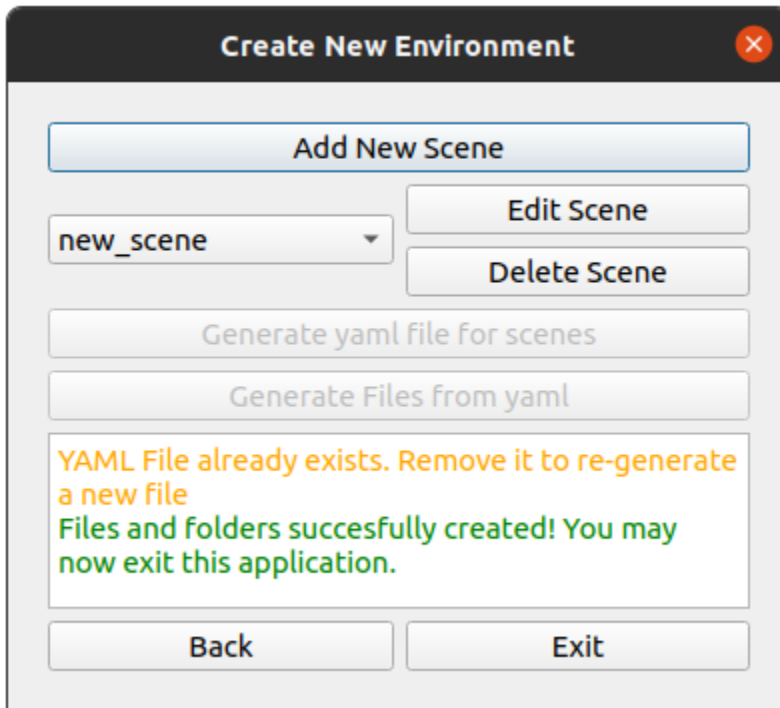 Create New Environment
Add New Scene
new_scene
Edit Scene
Delete Scene
Generate yaml file for scenes
Generate Files from yaml
YAML File already exists. Remove it to re-generate
a new file
Files and folders succesfully created! You may
now exit this application.
Back
Exit